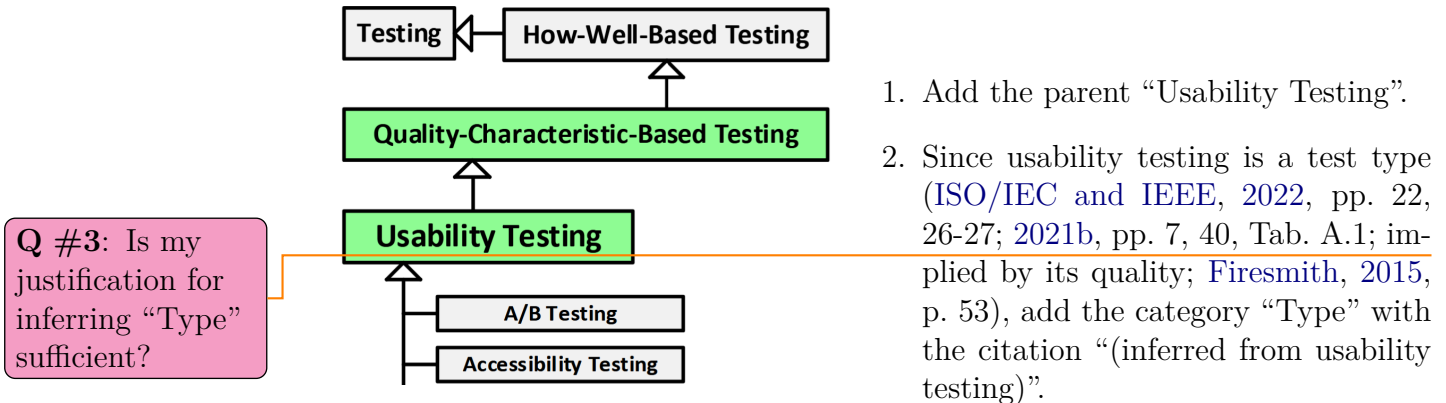 Testing
How-Well-Based Testing
Quality-Characteristic-Based Testing
Usability Testing
A/B Testing
Accessibility Testing
Q #3: Is my
justification for
inferring “Type”
sufficient?
1. Add the parent “Usability Testing”.
2. Since usability testing is a test type
(ISO/IEC and IEEE, 2022, pp. 22,
26-27; 2021b, pp. 7, 40, Tab. A.1; im-
plied by its quality; Firesmith, 2015,
p. 53), add the category “Type” with
the citation “(inferred from usability
testing)”.